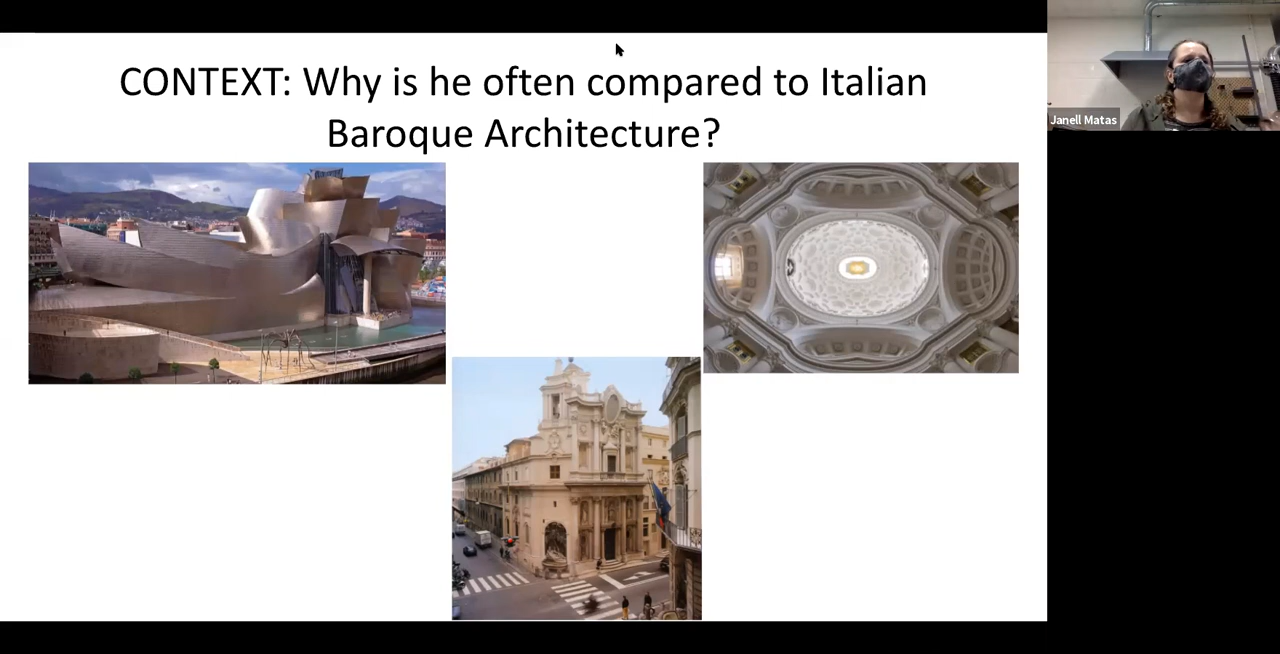 CONTEXT: Why is he often compared to Italian
Baroque Architecture?
Janell Matas